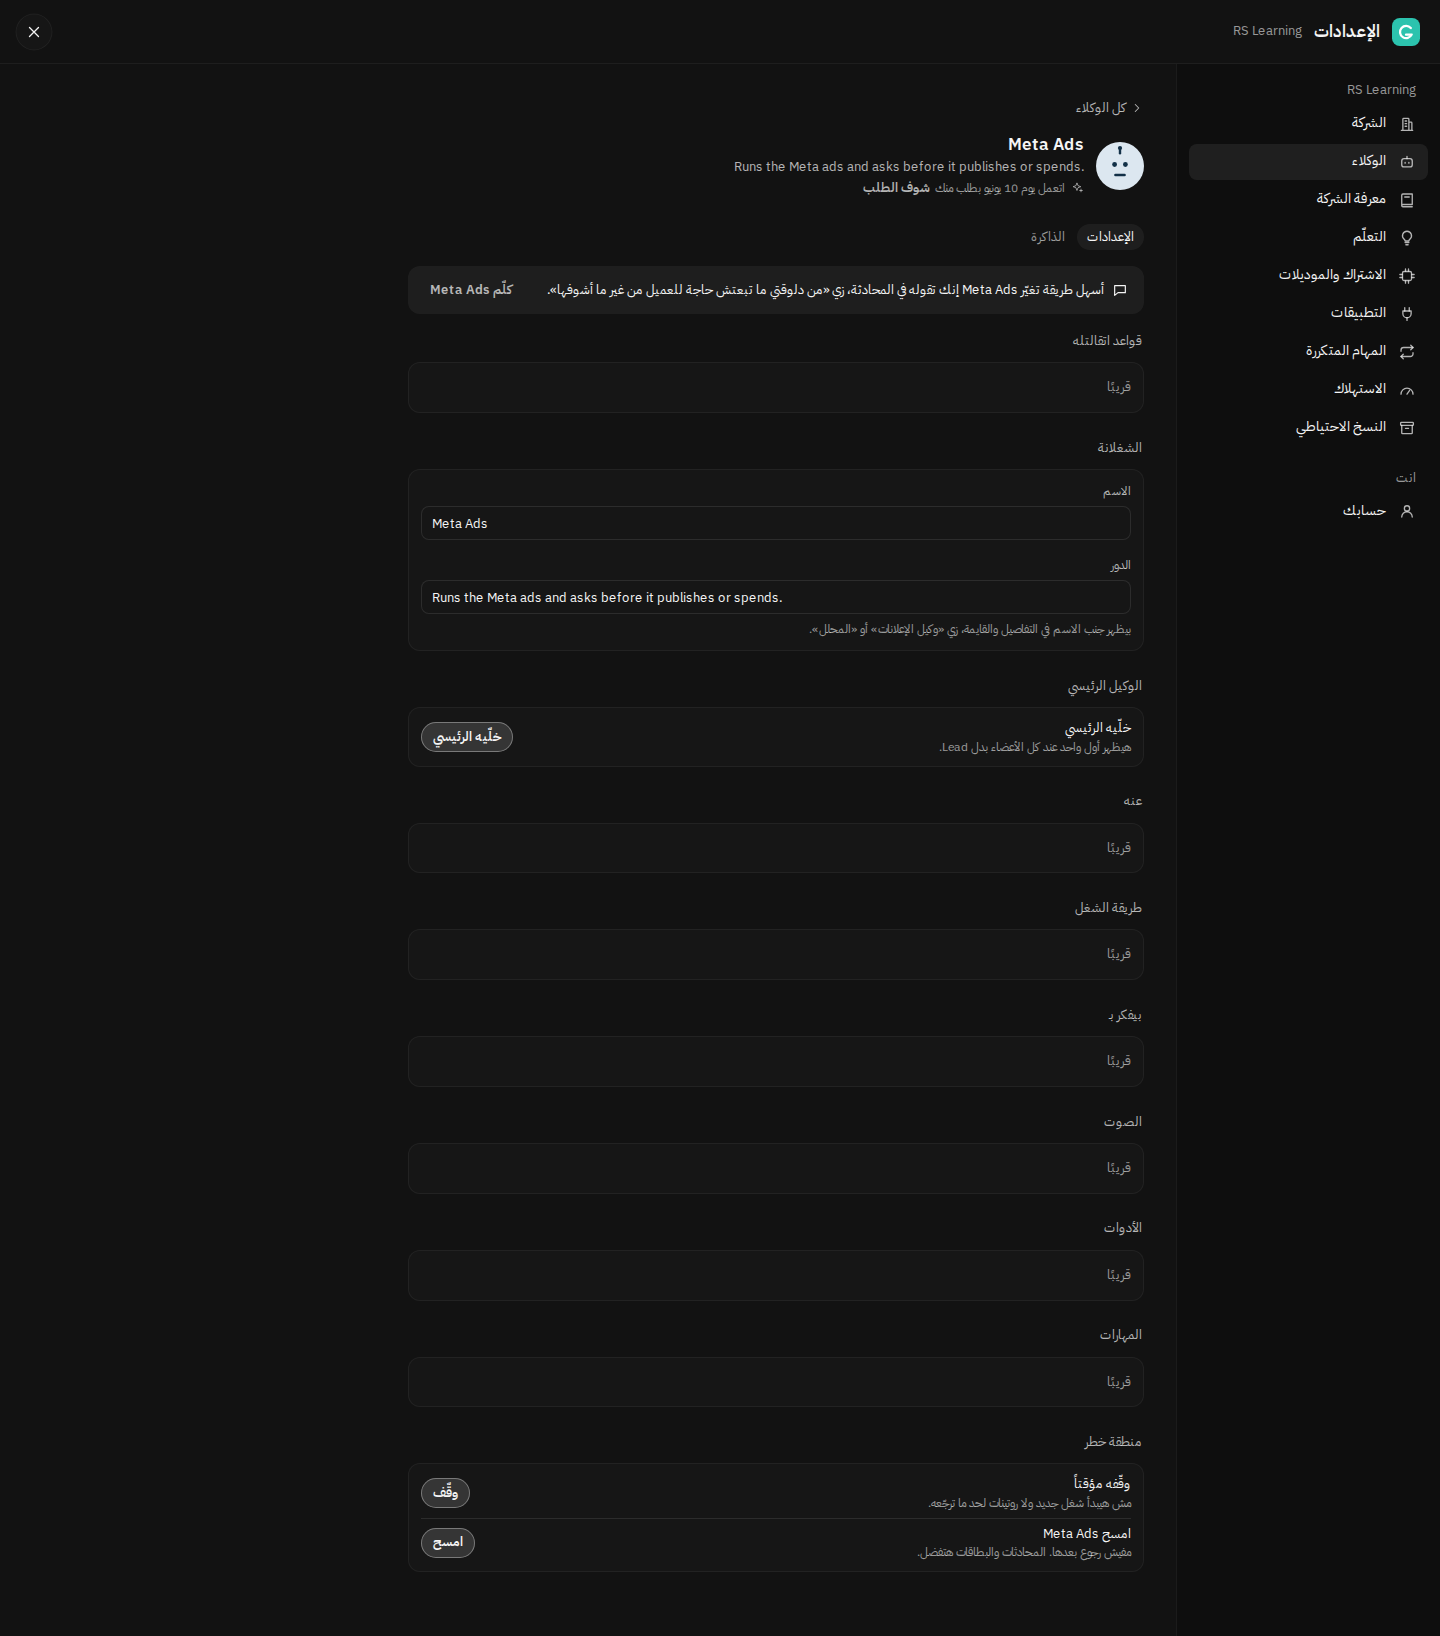 الإعدادات RS Learning
RS Learning
الشركة
الوكلاء
معرفة الشركة
التعلّم
الاشتراك والموديلات
التطبيقات
المهام المتكررة
الاستهلاك
النسخ الاحتياطي
انت
حسابك
كل الوكلاء
Meta Ads
Runs the Meta ads and asks before it publishes or spends.
اتعمل يوم 10 يونيو بطلب منك شوف الطلب
الإعدادات الذاكرة
أسهل طريقة تغيّر Meta Ads إنك تقوله في المحادثة، زي «من دلوقتي ما تبعتش حاجة للعميل من غير ما أشوفها». كلّم Meta Ads
قواعد اتقالتله
قريبًا
الشغلانة
الاسم
Meta Ads
الدور
Runs the Meta ads and asks before it publishes or spends.
بيظهر جنب الاسم في التفاصيل والقايمة، زي «وكيل الإعلانات» أو «المحلل».
الوكيل الرئيسي
خلّيه الرئيسي خلّيه الرئيسي
هيظهر أول واحد عند كل الأعضاء بدل Lead.
عنه
قريبًا
طريقة الشغل
قريبًا
بيفكر بـ
قريبًا
الصوت
قريبًا
الأدوات
قريبًا
المهارات
قريبًا
منطقة خطر
وقّفه مؤقتاً وقّف
مش هيبدأ شغل جديد ولا روتينات لحد ما ترجّعه.
امسح Meta Ads امسح
مفيش رجوع بعدها. المحادثات والبطاقات هتفضل.